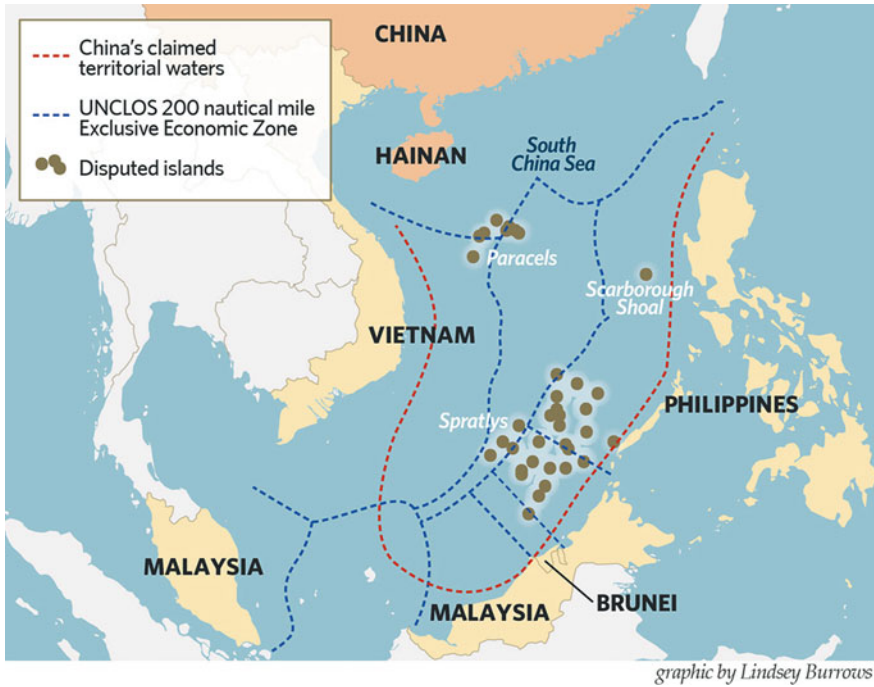 China's claimed
territorial waters
UNCLOS 200 nautical mile
Exclusive Economic Zone
Disputed islands
CHINA
HAINAN
South
China Sea
Paracels
Scarborough
Shoal
VIETNAM
PHILIPPINES
Spratlys
MALAYSIA
MALAYSIA
BRUNEI
graphic by Lindsey Burrows